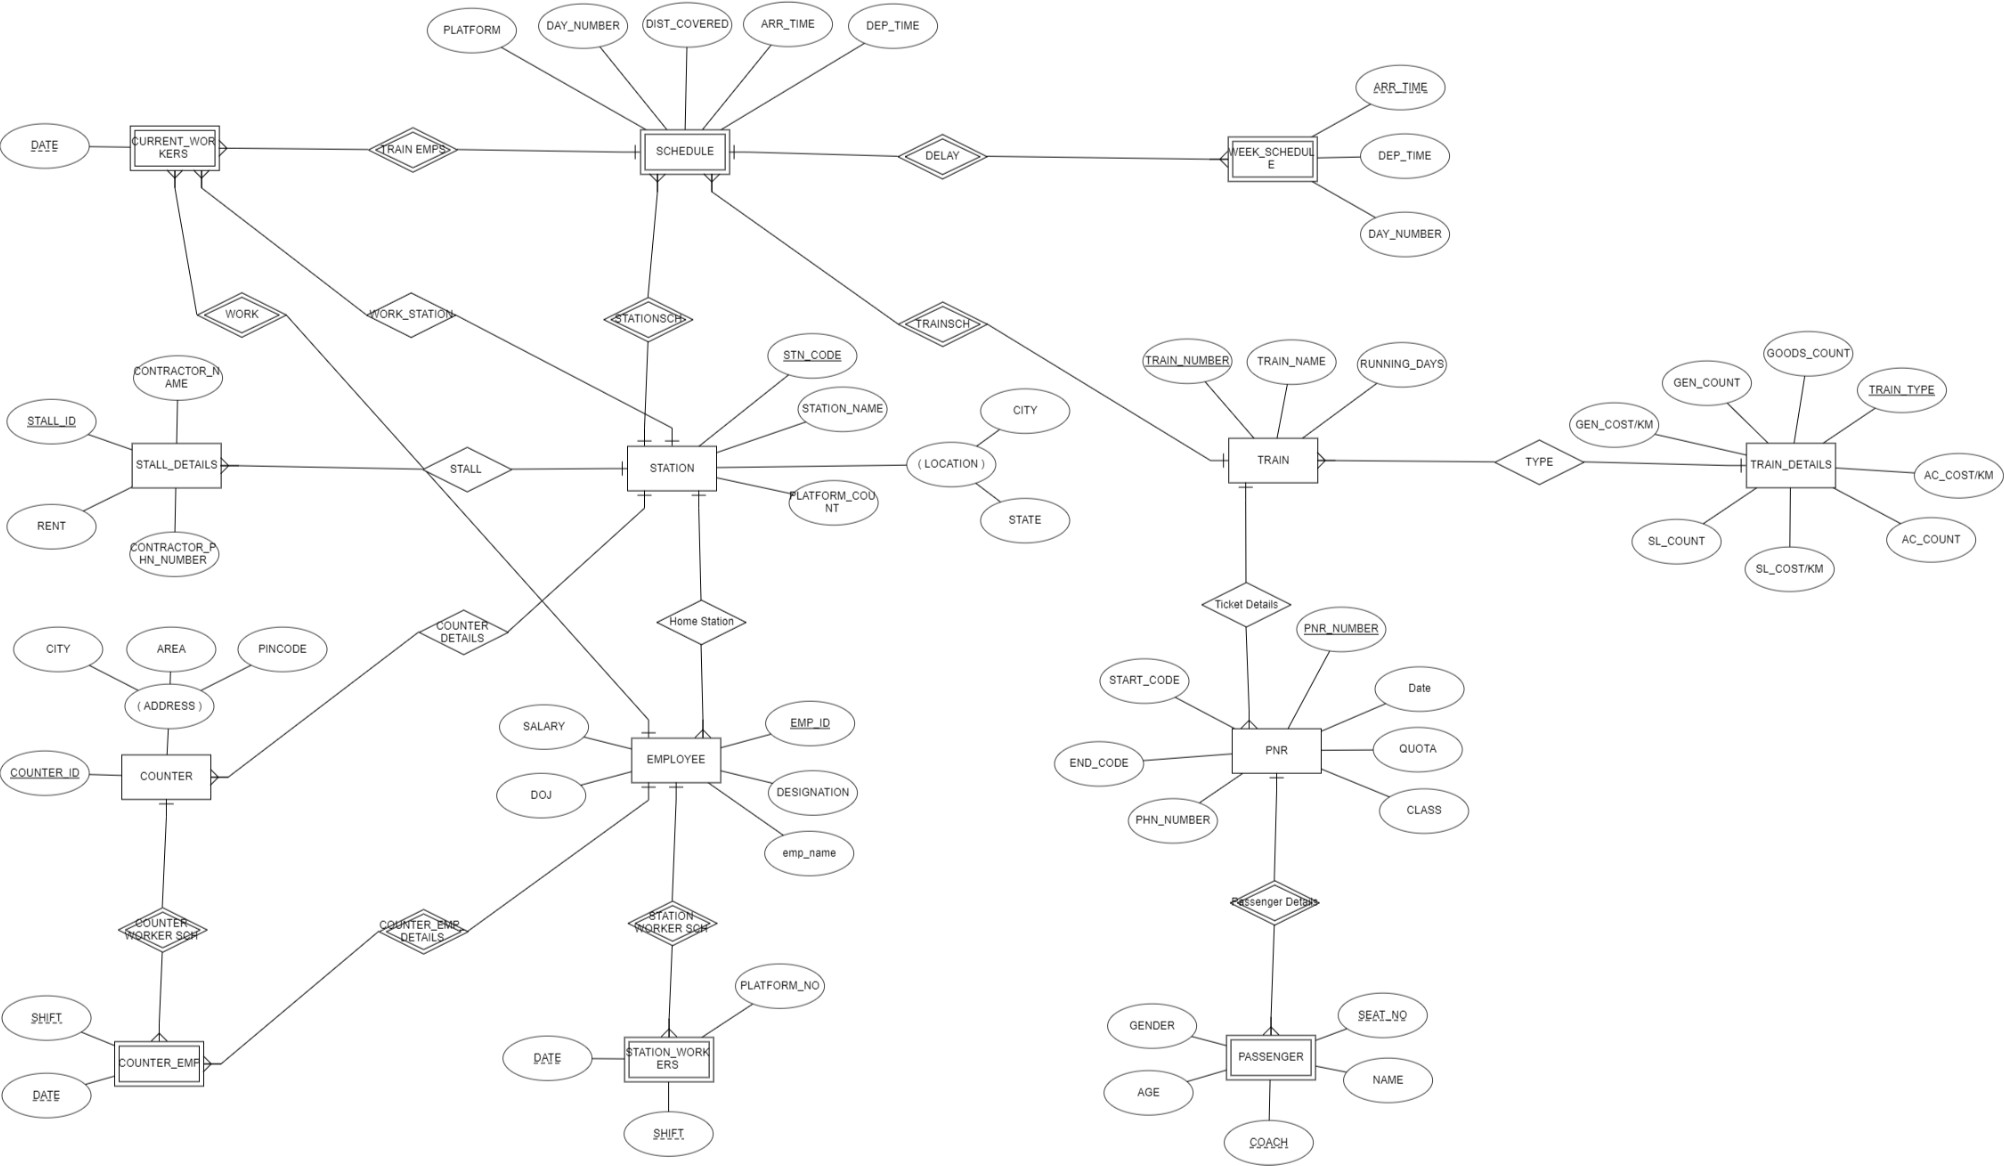 PLATFORM
DAY_NUMBER
DIST_COVERED
ARR_TIME
DEP_TIME
ARR_TIME
DATE
CURRENT_WOR
KERS
TRAIN EMPS
SCHEDULE
DELAY
WEEK_SCHEDUL
E
DEP_TIME
DAY_NUMBER
WORK
WORK_STATION
STATIONSCH
TRAINSCH
STN_CODE
TRAIN_NUMBER
TRAIN_NAME
RUNNING_DAYS
GOODS_COUNT
GEN_COUNT
TRAIN_TYPE
CONTRACTOR_N
AME
STALL_ID
STATION_NAME
CITY
GEN_COST/KM
STALL_DETAILS
STALL
STATION
( LOCATION )
TRAIN
TYPE
TRAIN_DETAILS
AC_COST/KM
PLATFORM_COU
NT
RENT
STATE
CONTRACTOR_P
HN_NUMBER
SL_COUNT
AC_COUNT
SL_COST/KM
Ticket Details
COUNTER
DETAILS
Home Station
PNR_NUMBER
CITY
AREA
PINCODE
START_CODE
Date
( ADDRESS )
SALARY
EMP_ID
COUNTER_ID
COUNTER
EMPLOYEE
END_CODE
PNR
QUOTA
DOJ
DESIGNATION
PHN_NUMBER
CLASS
emp_name
Passenger Details
COUNTER
WORKER SCH
COUNTER_EMP_
DETAILS
STATION
WORKER SCH
PLATFORM_NO
SHIFT
GENDER
SEAT_NO
COUNTER_EMP
DATE
STATION_WORK
ERS
PASSENGER
DATE
AGE
NAME
SHIFT
COACH